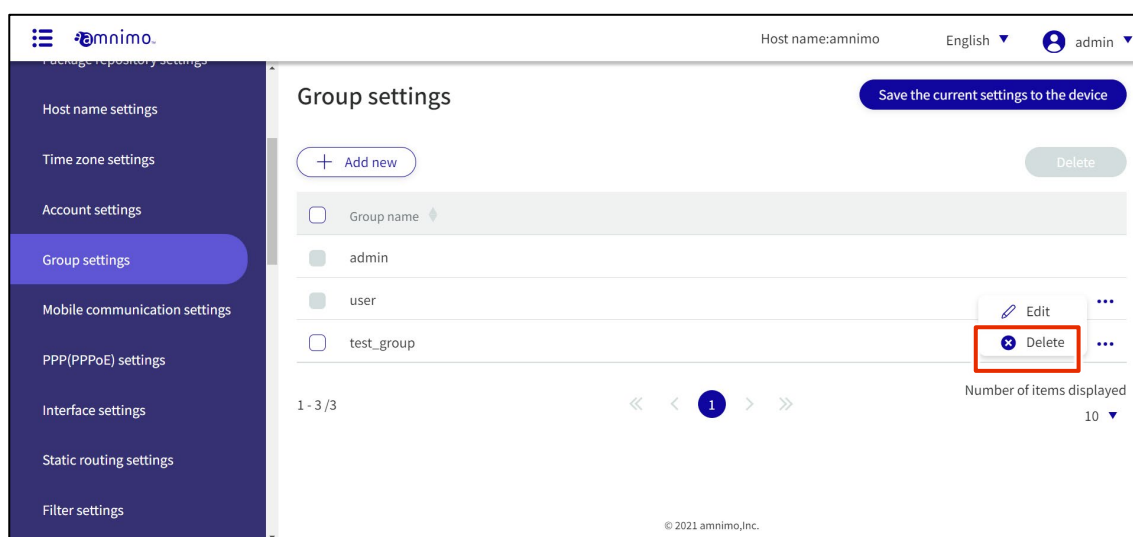 amnimo.
Host name:amnimo
English
admin
Package repository settings
Host name settings
Time zone settings
Account settings
Group settings
Mobile communication settings
PPP(PPPoE) settings
Interface settings
Static routing settings
Filter settings
Group settings
Save the current settings to the device
Add new
Delete
Group name
admin
user
Edit
test_group
Delete
1 - 3 /3
1
Number of items displayed
10
© 2021 amnimo,Inc.